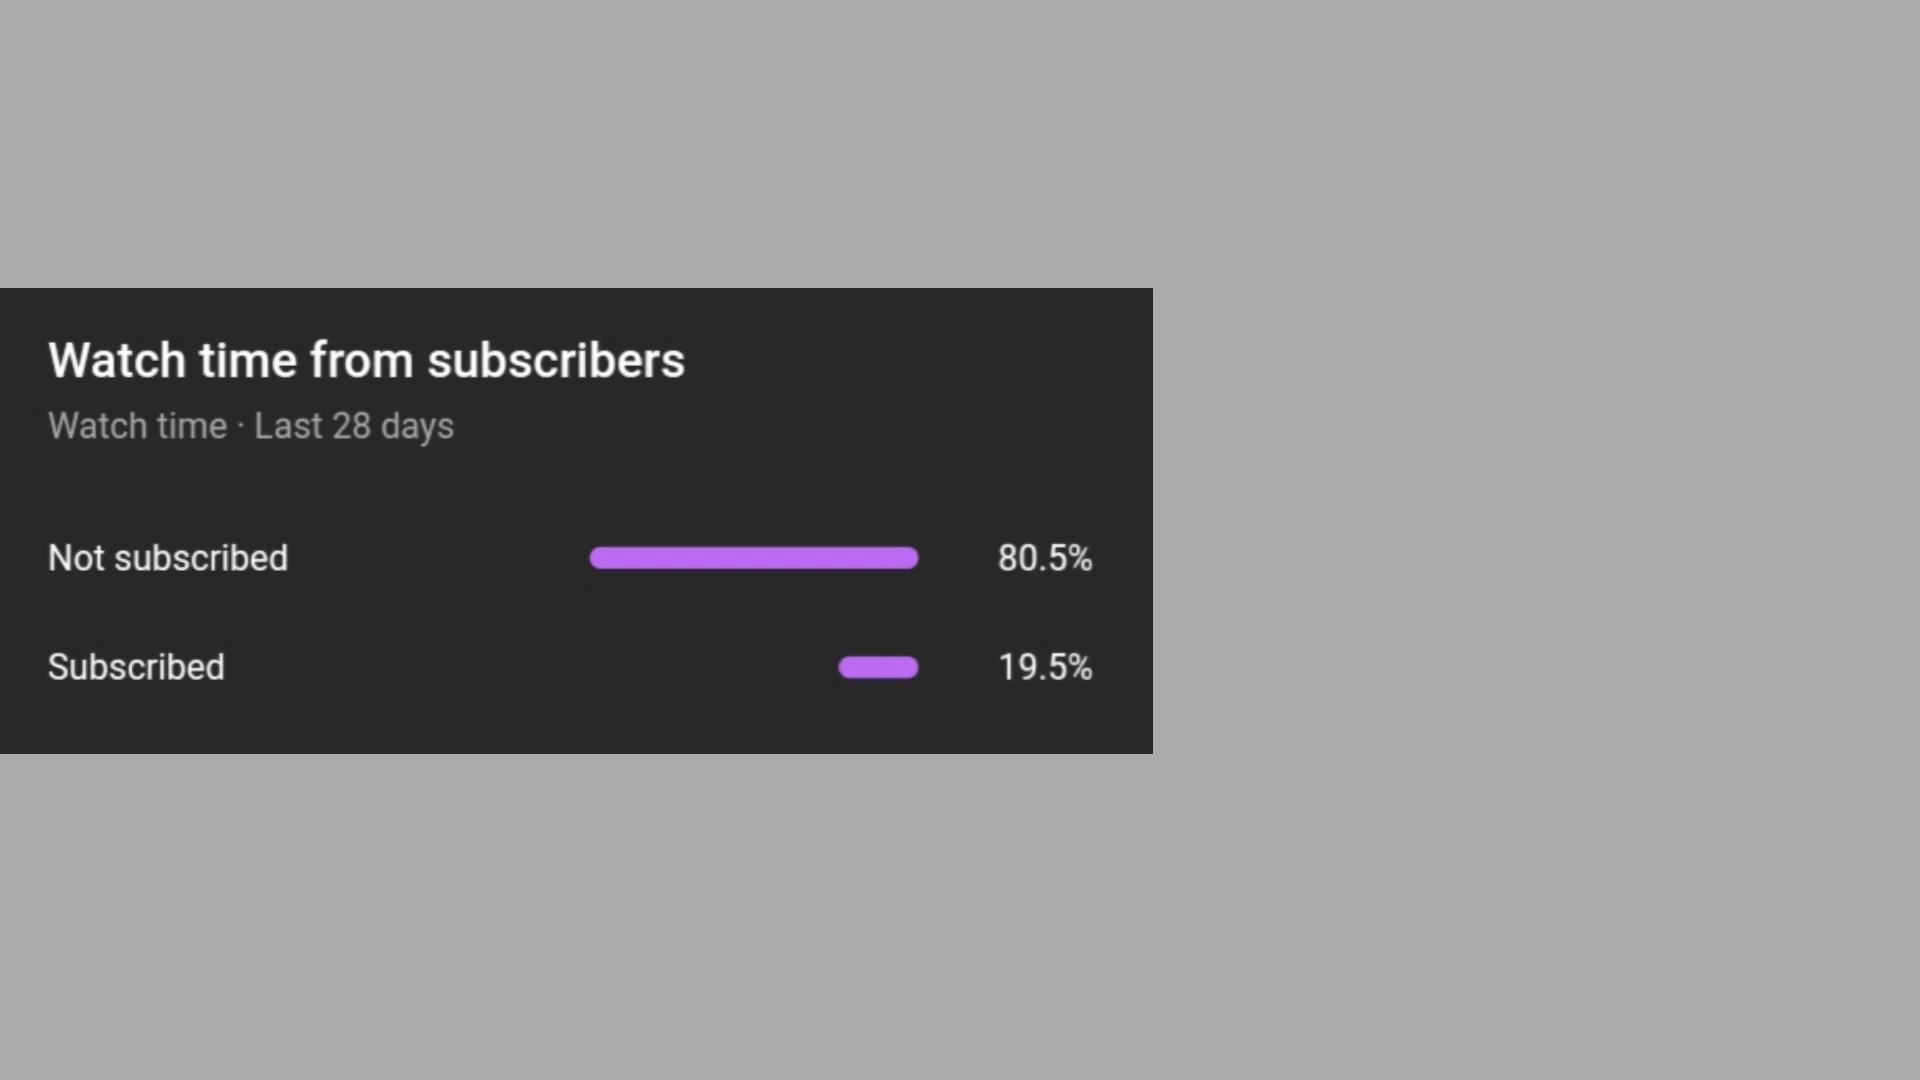 Watch time from subscribers
Watch time · Last 28 days
Not subscribed 80.5%
Subscribed 19.5%